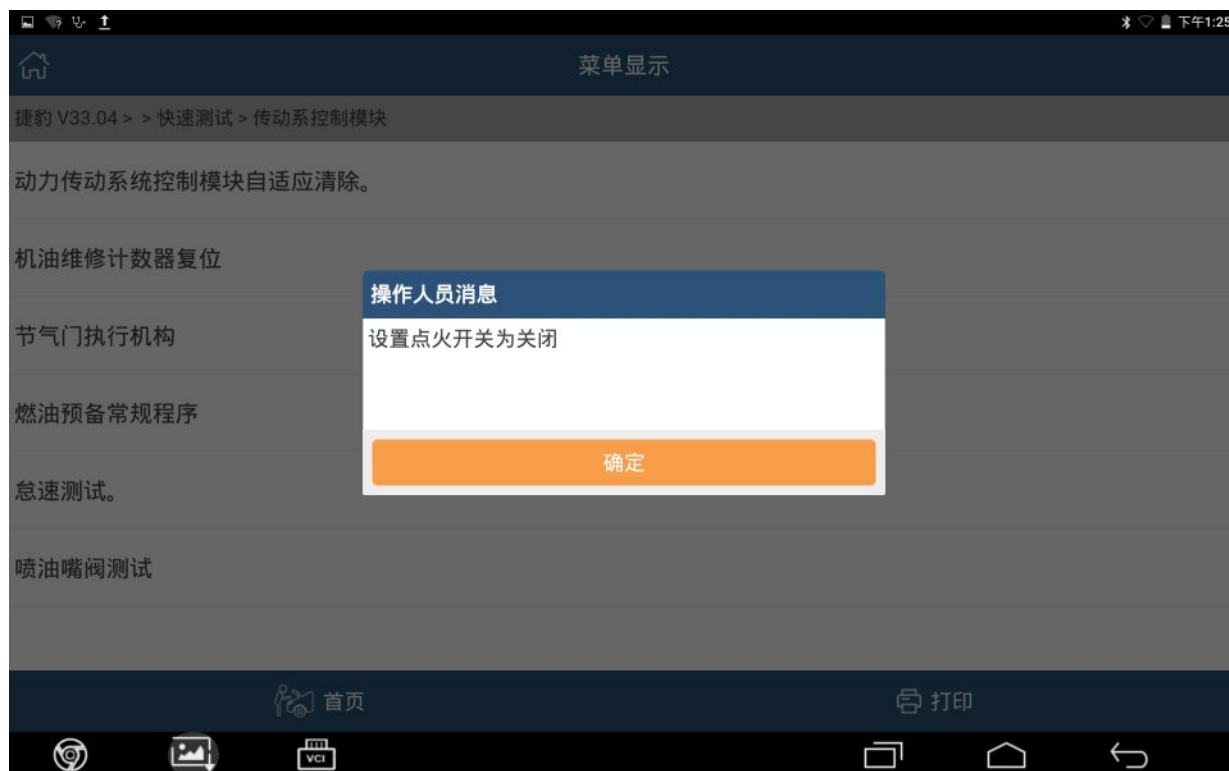 下午1:25
菜单显示
捷豹 V33.04 > > 快速测试 > 传动系控制模块
动力传动系统控制模块自适应清除。
机油维修计数器复位
节气门执行机构
燃油预备常规程序
怠速测试。
喷油嘴阀测试
操作人员消息
设置点火开关为关闭
确定
首页
打印
VCI